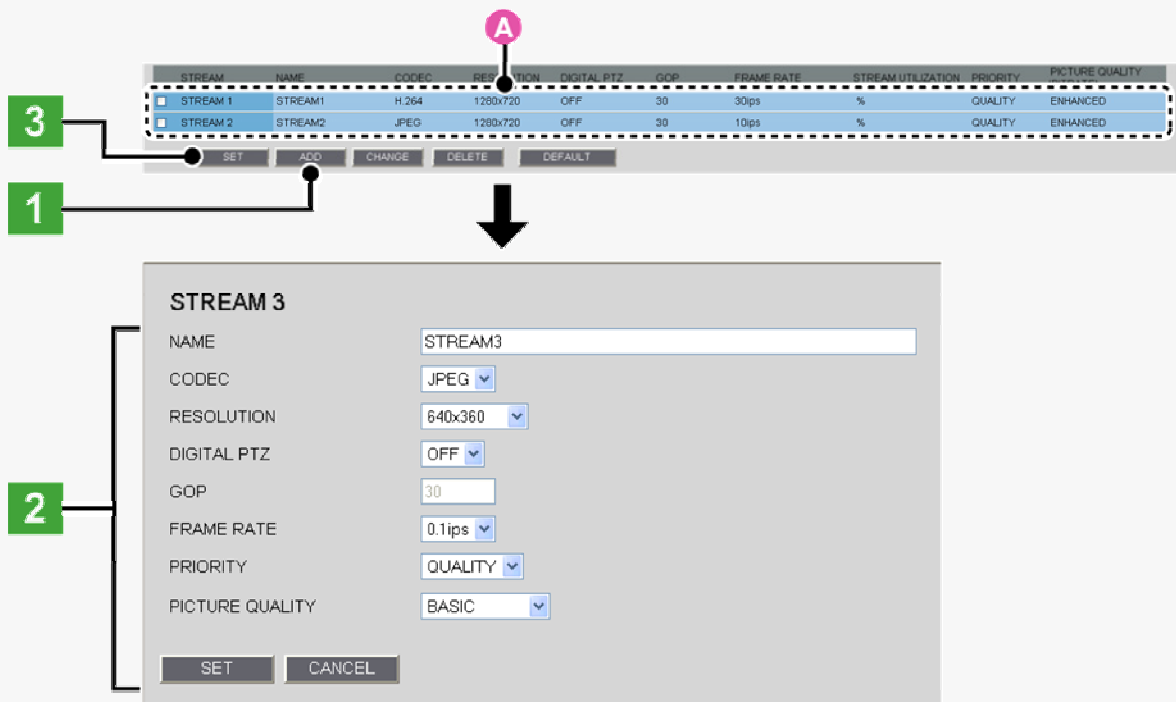 A
STREAM NAME CODEC RESOLUTION DIGITAL PTZ GOP FRAME RATE STREAM UTILIZATION PRIORITY PICTURE QUALITY
STREAM 1 STREAM1 H.264 1280x720 OFF 30 30ips % QUALITY ENHANCED
STREAM 2 STREAM2 JPEG 1280x720 OFF 30 10ips % QUALITY ENHANCED
3
SET ADD CHANGE DELETE DEFAULT
1
STREAM 3
NAME STREAM3
CODEC JPEG
RESOLUTION 640x360
DIGITAL PTZ OFF
2
GOP 30
FRAME RATE 0.1ips
PRIORITY QUALITY
PICTURE QUALITY BASIC
SET CANCEL